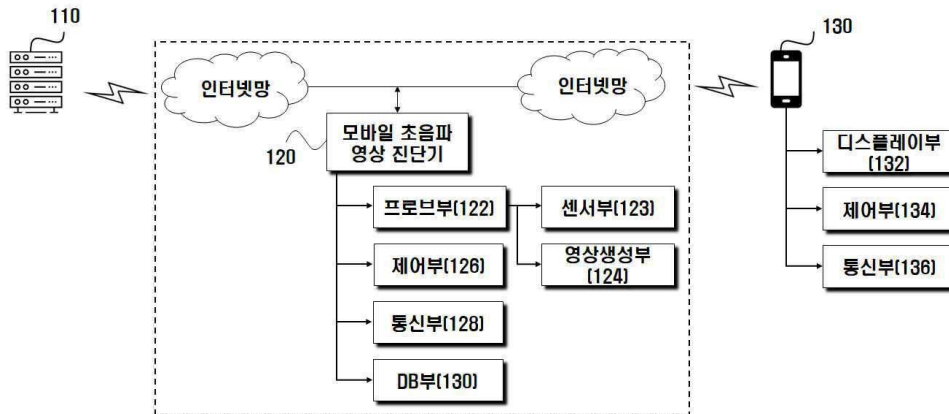 110
130
인터넷망
인터넷망
120
모바일 초음파
영상 진단기
디스플레이부
(132)
프로브부(122)
센서부(123)
제어부(134)
제어부(126)
영상생성부
(124)
통신부(136)
통신부(128)
DB부(130)